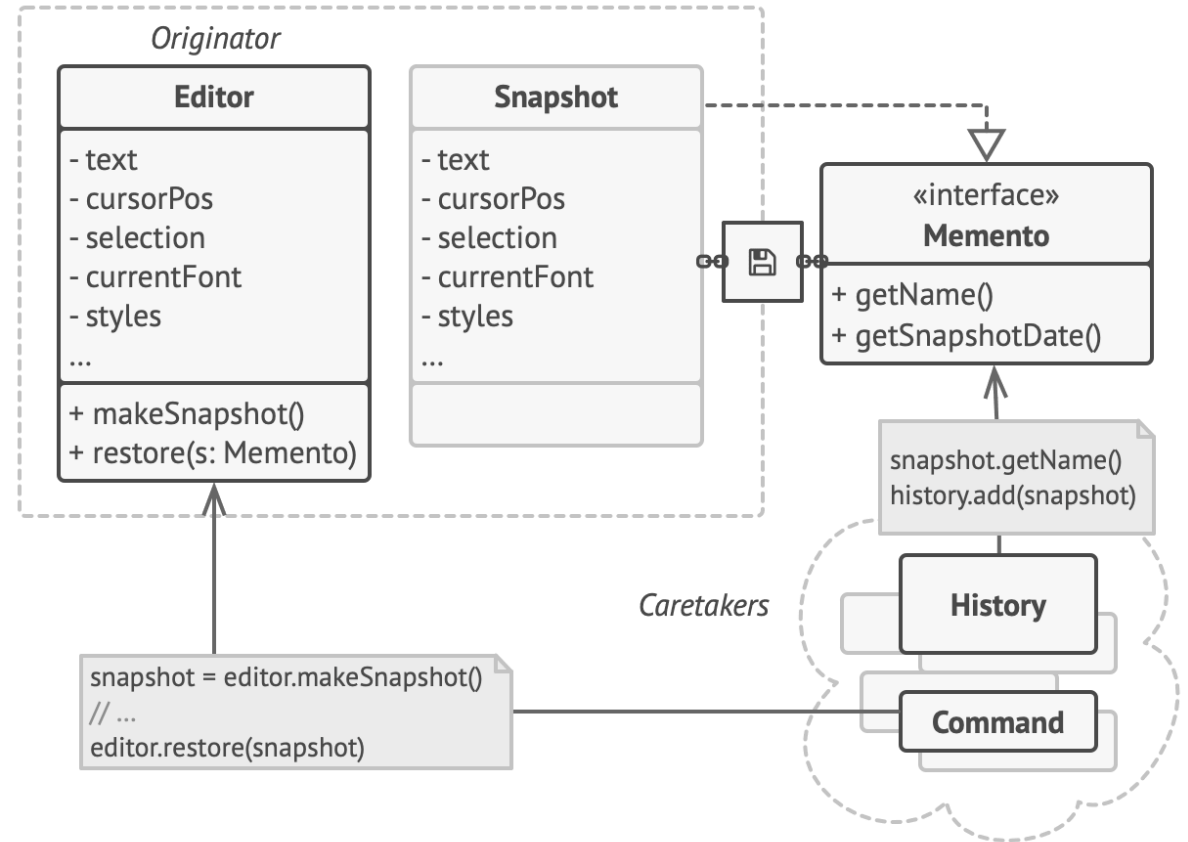 Originator
Editor
- text
- cursorPos
- selection
- currentFont
- styles
...
+ makeSnapshot()
+ restore(s: Memento)
Snapshot
- text
- cursorPos
- selection
- currentFont
- styles
...
«interface»
Memento
+ getName()
+ getSnapshotDate()
snapshot.getName()
history.add(snapshot)
Caretakers
History
Command
snapshot = editor.makeSnapshot()
// ...
editor.restore(snapshot)